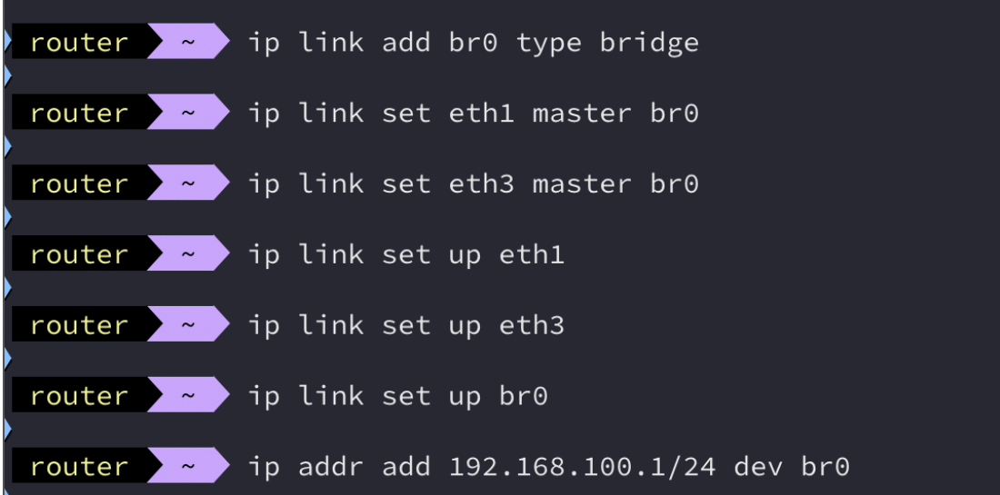 router ~ ip link add br0 type bridge
router ~ ip link set eth1 master br0
router ~ ip link set eth3 master br0
router ~ ip link set up eth1
router ~ ip link set up eth3
router ~ ip link set up br0
router ~ ip addr add 192.168.100.1/24 dev br0